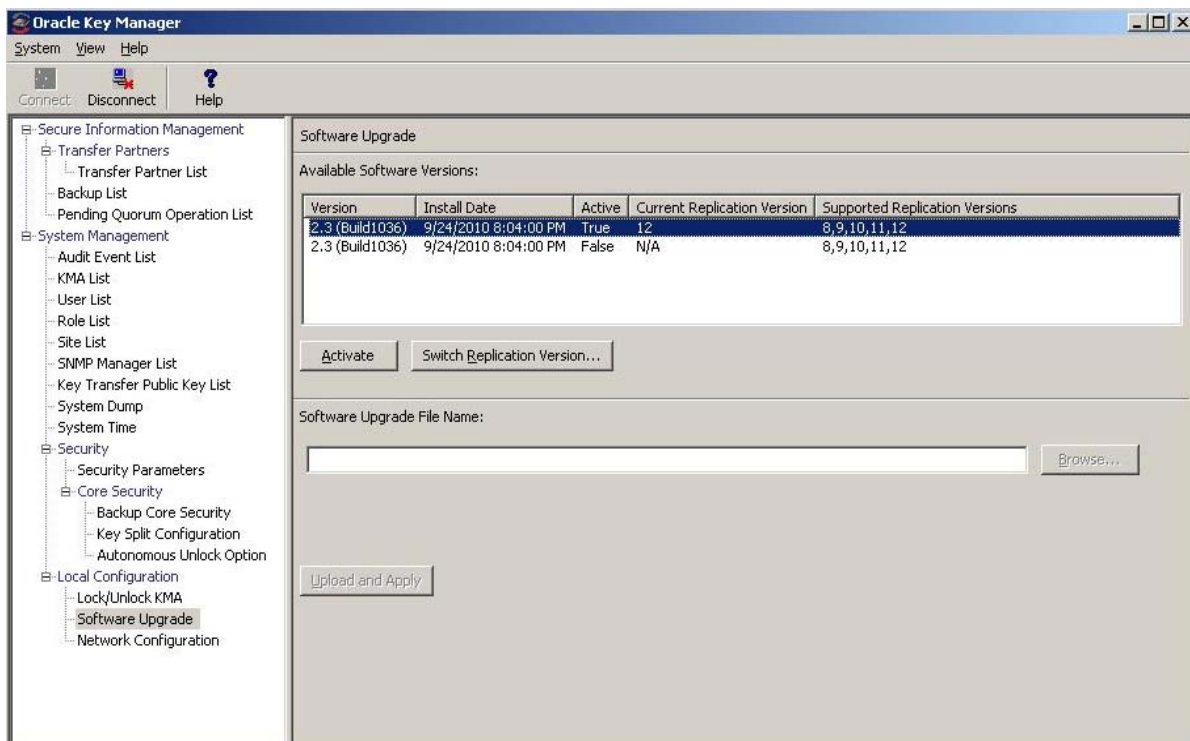 Oracle Key Manager
System View Help
Connect Disconnect Help
Secure Information Management
Transfer Partners
Transfer Partner List
Backup List
Pending Quorum Operation List
System Management
Audit Event List
KMA List
User List
Role List
Site List
SNMP Manager List
Key Transfer Public Key List
System Dump
System Time
Security
Security Parameters
Core Security
Backup Core Security
Key Split Configuration
Autonomous Unlock Option
Local Configuration
Lock/Unlock KMA
Software Upgrade
Network Configuration
Software Upgrade
Available Software Versions:
Version Install Date Active Current Replication Version Supported Replication Versions
2.3 (Build1036) 9/24/2010 8:04:00 PM True 12 8,9,10,11,12
2.3 (Build1036) 9/24/2010 8:04:00 PM False N/A 8,9,10,11,12
Activate Switch Replication Version...
Software Upgrade File Name:
Browse...
Upload and Apply